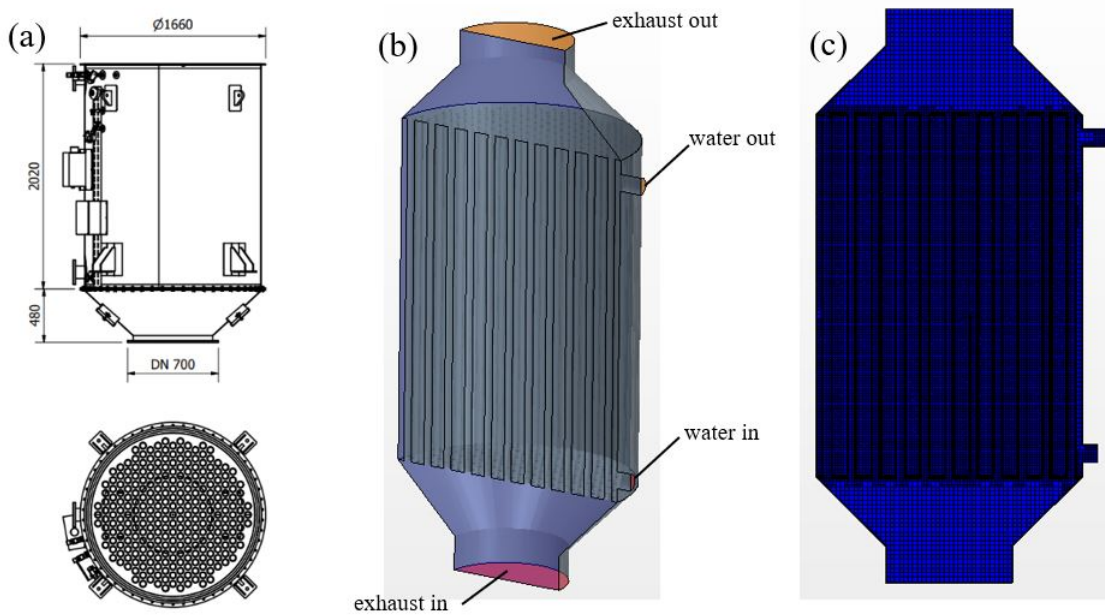 (a)
Ø1660
2020
480
DN 700
(b)
exhaust out
water out
water in
exhaust in
(c)